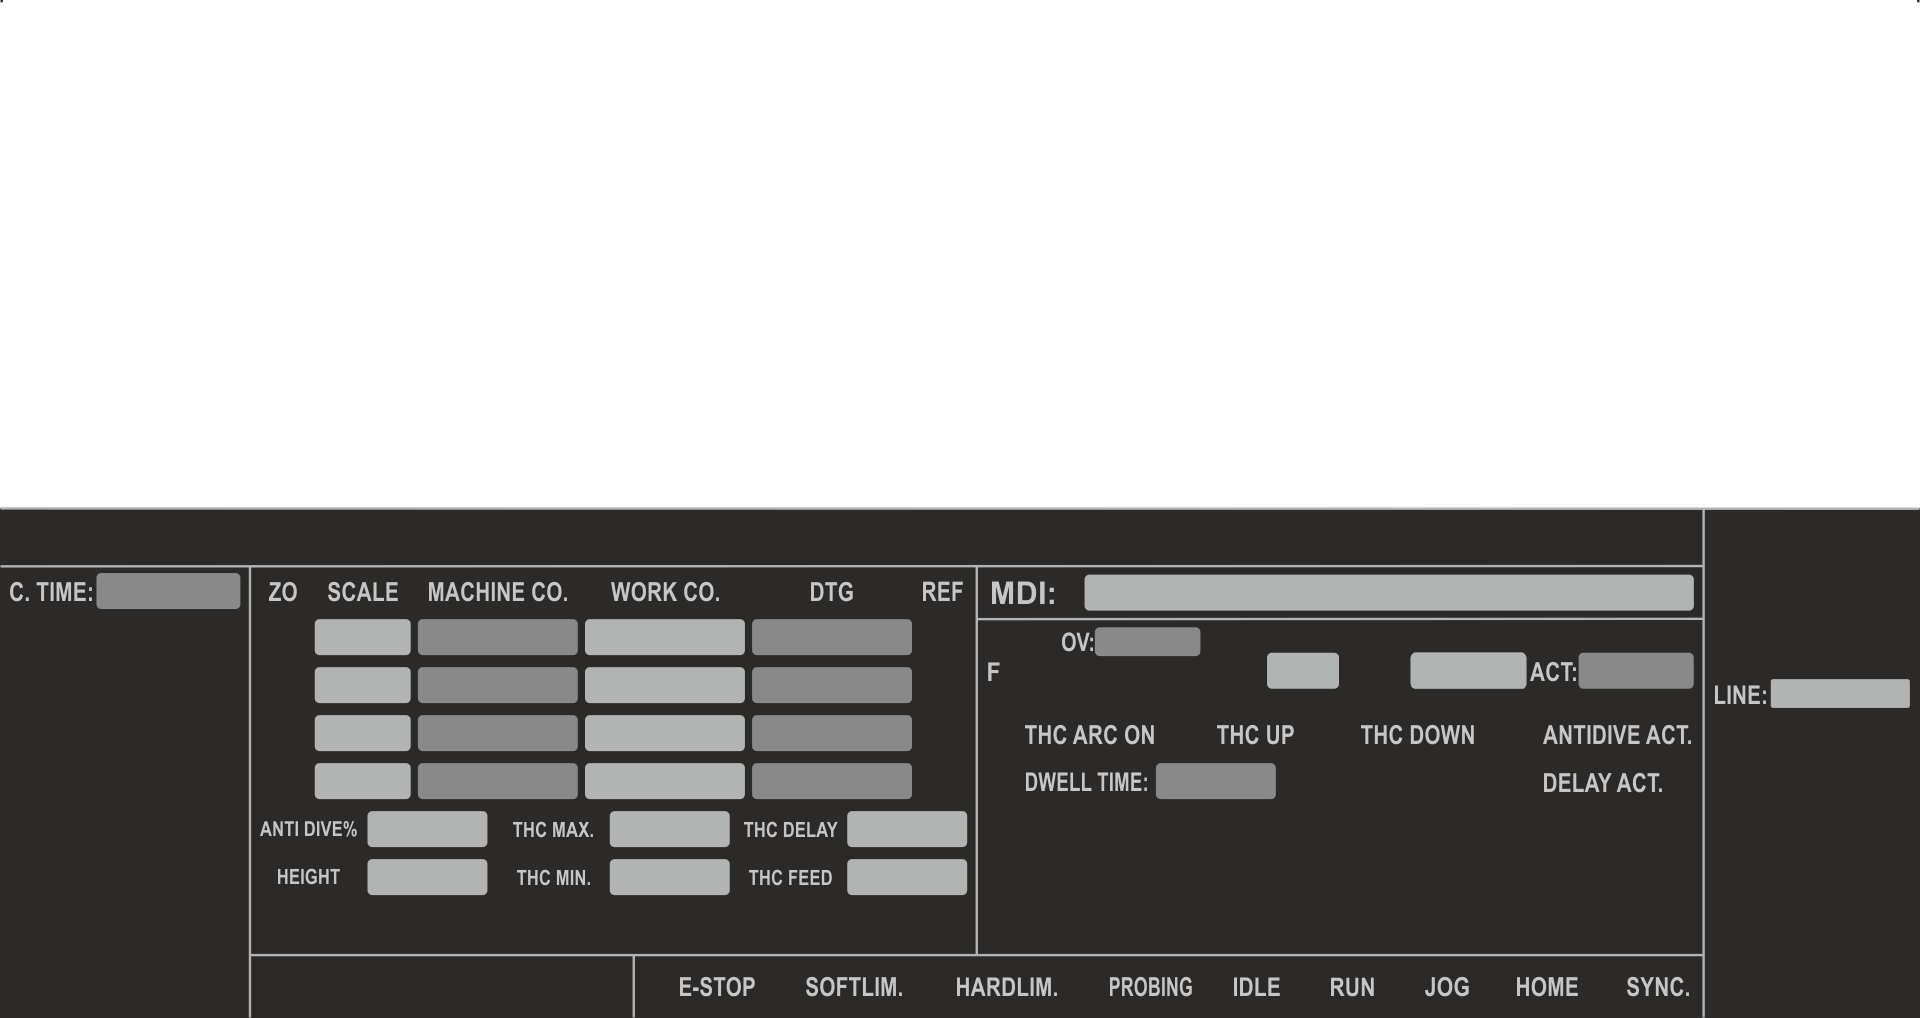 C. TIME:
ZO SCALE MACHINE CO. WORK CO. DTG REF
MDI:
OV:
F ACT:
LINE:
THC ARC ON THC UP THC DOWN ANTIDIVE ACT.
DWELL TIME: DELAY ACT.
ANTI DIVE% THC MAX. THC DELAY
HEIGHT THC MIN. THC FEED
E-STOP SOFTLIM. HARDLIM. PROBING IDLE RUN JOG HOME SYNC.